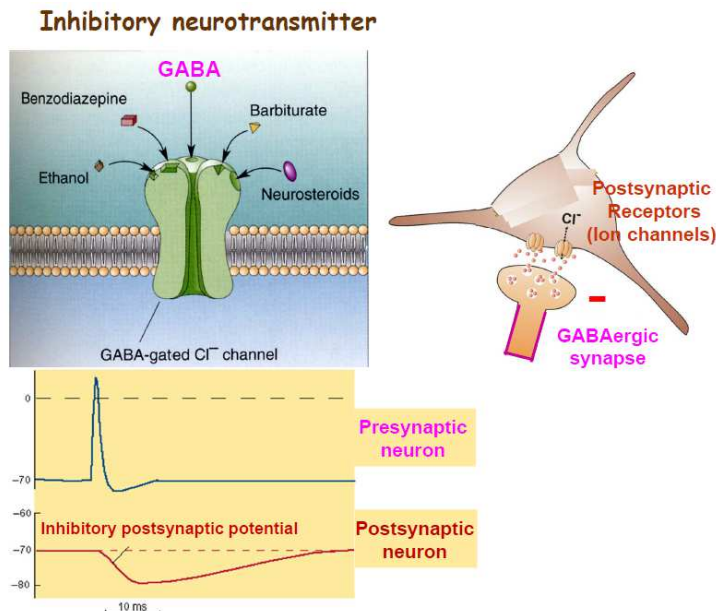 Inhibitory neurotransmitter
GABA
Benzodiazepine
Barbiturate
Ethanol
Neurosteroids
GABA-gated Cl⁻ channel
Postsynaptic
Receptors
(Ion channels)
Cl⁻
GABAergic
synapse
0
−70
Presynaptic
neuron
−60
Inhibitory postsynaptic potential
−70
−80
Postsynaptic
neuron
10 ms